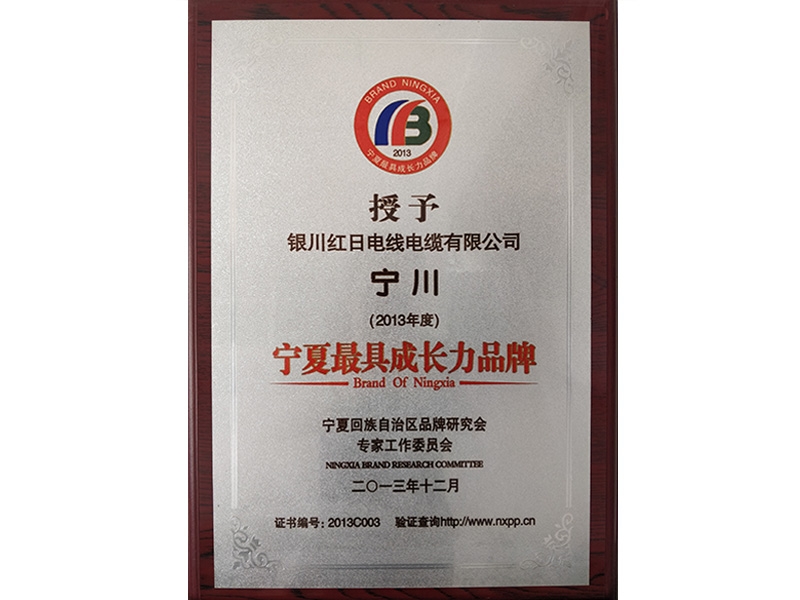 BRAND NINGXIA
B
2013
宁夏最具成长力品牌
授予
银川红日电线电缆有限公司
宁川
(2013年度)
宁夏最具成长力品牌
Brand Of Ningxia
宁夏回族自治区品牌研究会
专家工作委员会
NINGXIA BRAND RESEARCH COMMITTEE
二〇一三年十二月
证书编号：2013C003 验证查询http://www.nxpp.cn